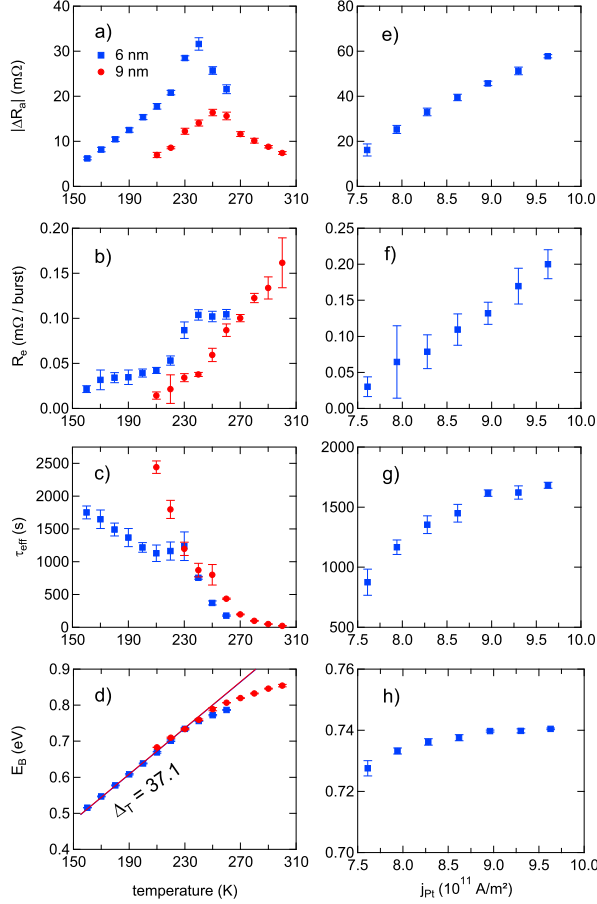 a)
6 nm
9 nm
|ΔRₐ| (mΩ)
40
30
20
10
0
150 190 230 270 310
e)
80
60
40
20
0
7.5 8.0 8.5 9.0 9.5 10.0
b)
Rₑ (mΩ / burst)
0.20
0.15
0.10
0.05
0.00
150 190 230 270 310
f)
0.25
0.20
0.15
0.10
0.05
0.00
7.5 8.0 8.5 9.0 9.5 10.0
c)
τeff (s)
2500
2000
1500
1000
500
0
150 190 230 270 310
g)
2000
1500
1000
500
7.5 8.0 8.5 9.0 9.5 10.0
d)
E_B (eV)
0.9
0.8
0.7
0.6
0.5
0.4
Δ_T = 37.1
150 190 230 270 310
temperature (K)
h)
0.76
0.74
0.72
0.70
7.5 8.0 8.5 9.0 9.5 10.0
j_Pt (10¹¹ A/m²)